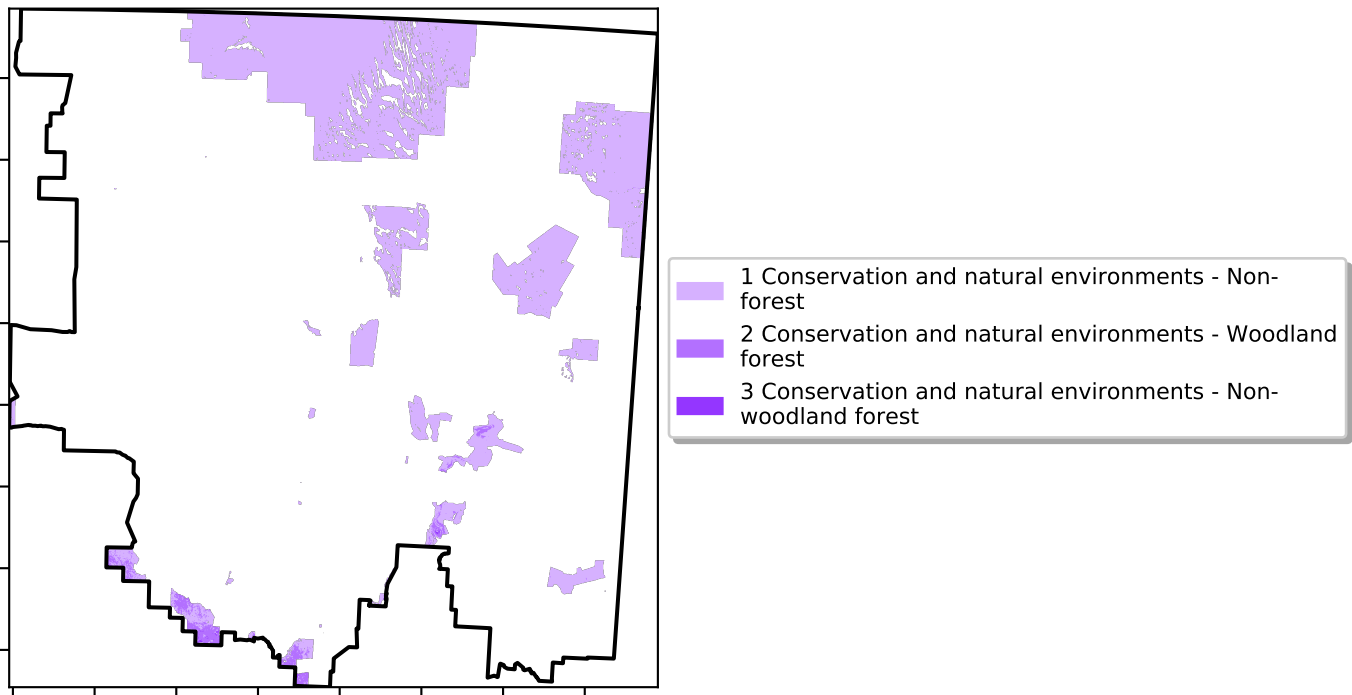 1 Conservation and natural environments - Non-
forest
2 Conservation and natural environments - Woodland
forest
3 Conservation and natural environments - Non-
woodland forest